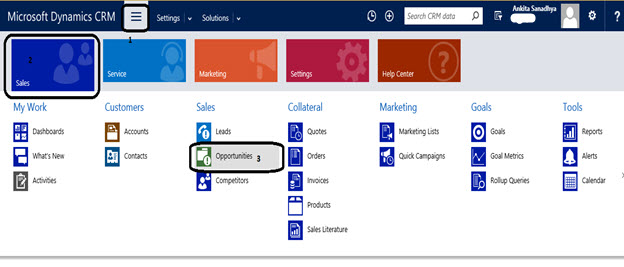 Microsoft Dynamics CRM Settings Solutions Search CRM data Ankita Sanadhya ?
1
2
Sales Service Marketing Settings Help Center
My Work Customers Sales Collateral Marketing Goals Tools
Dashboards Accounts Leads Quotes Marketing Lists Goals Reports
What's New Contacts Opportunities 3 Orders Quick Campaigns Goal Metrics Alerts
Activities Competitors Invoices Rollup Queries Calendar
Products
Sales Literature